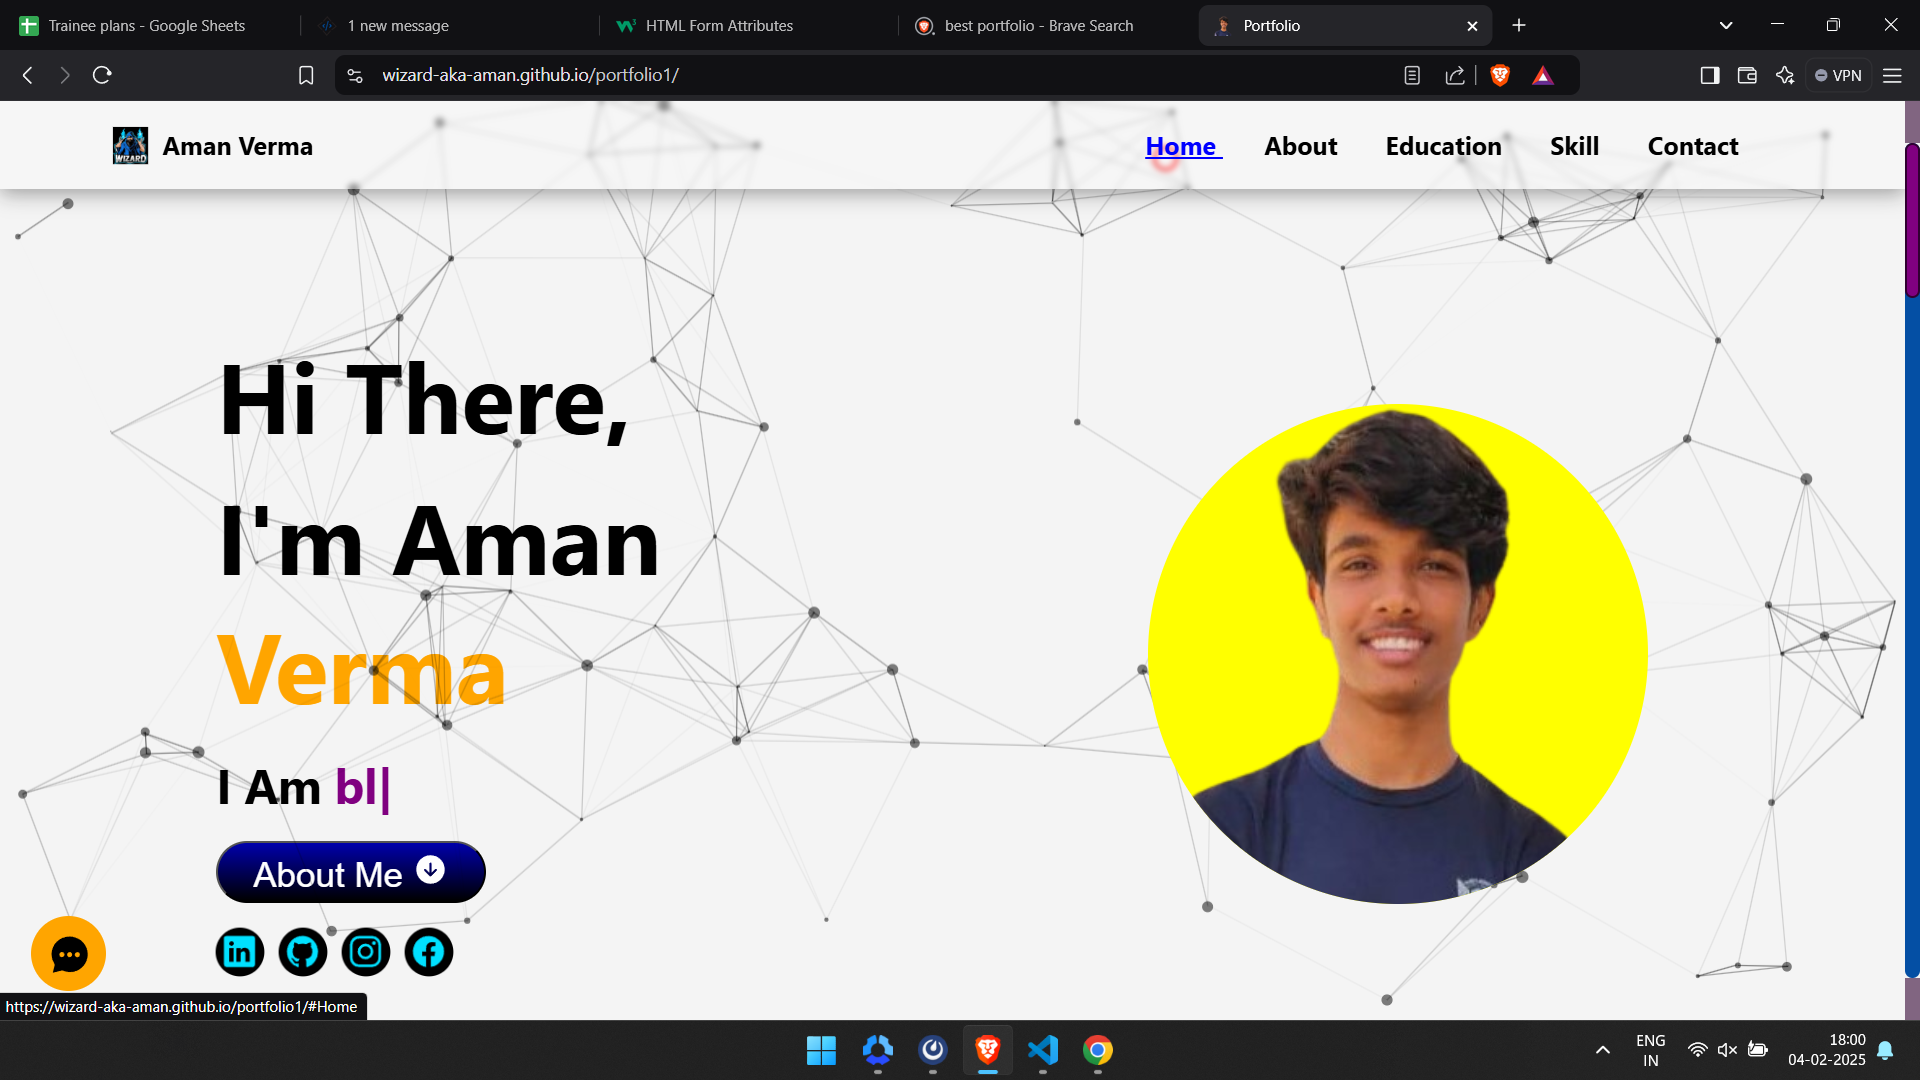 Trainee plans - Google Sheets
1 new message
HTML Form Attributes
best portfolio - Brave Search
Portfolio
wizard-aka-aman.github.io/portfolio1/
VPN
WIZARD
Aman Verma
Home
About
Education
Skill
Contact
Hi There,
I'm Aman
Verma
I Am bl|
About Me
in
https://wizard-aka-aman.github.io/portfolio1/#Home
ENG
IN
18:00
04-02-2025